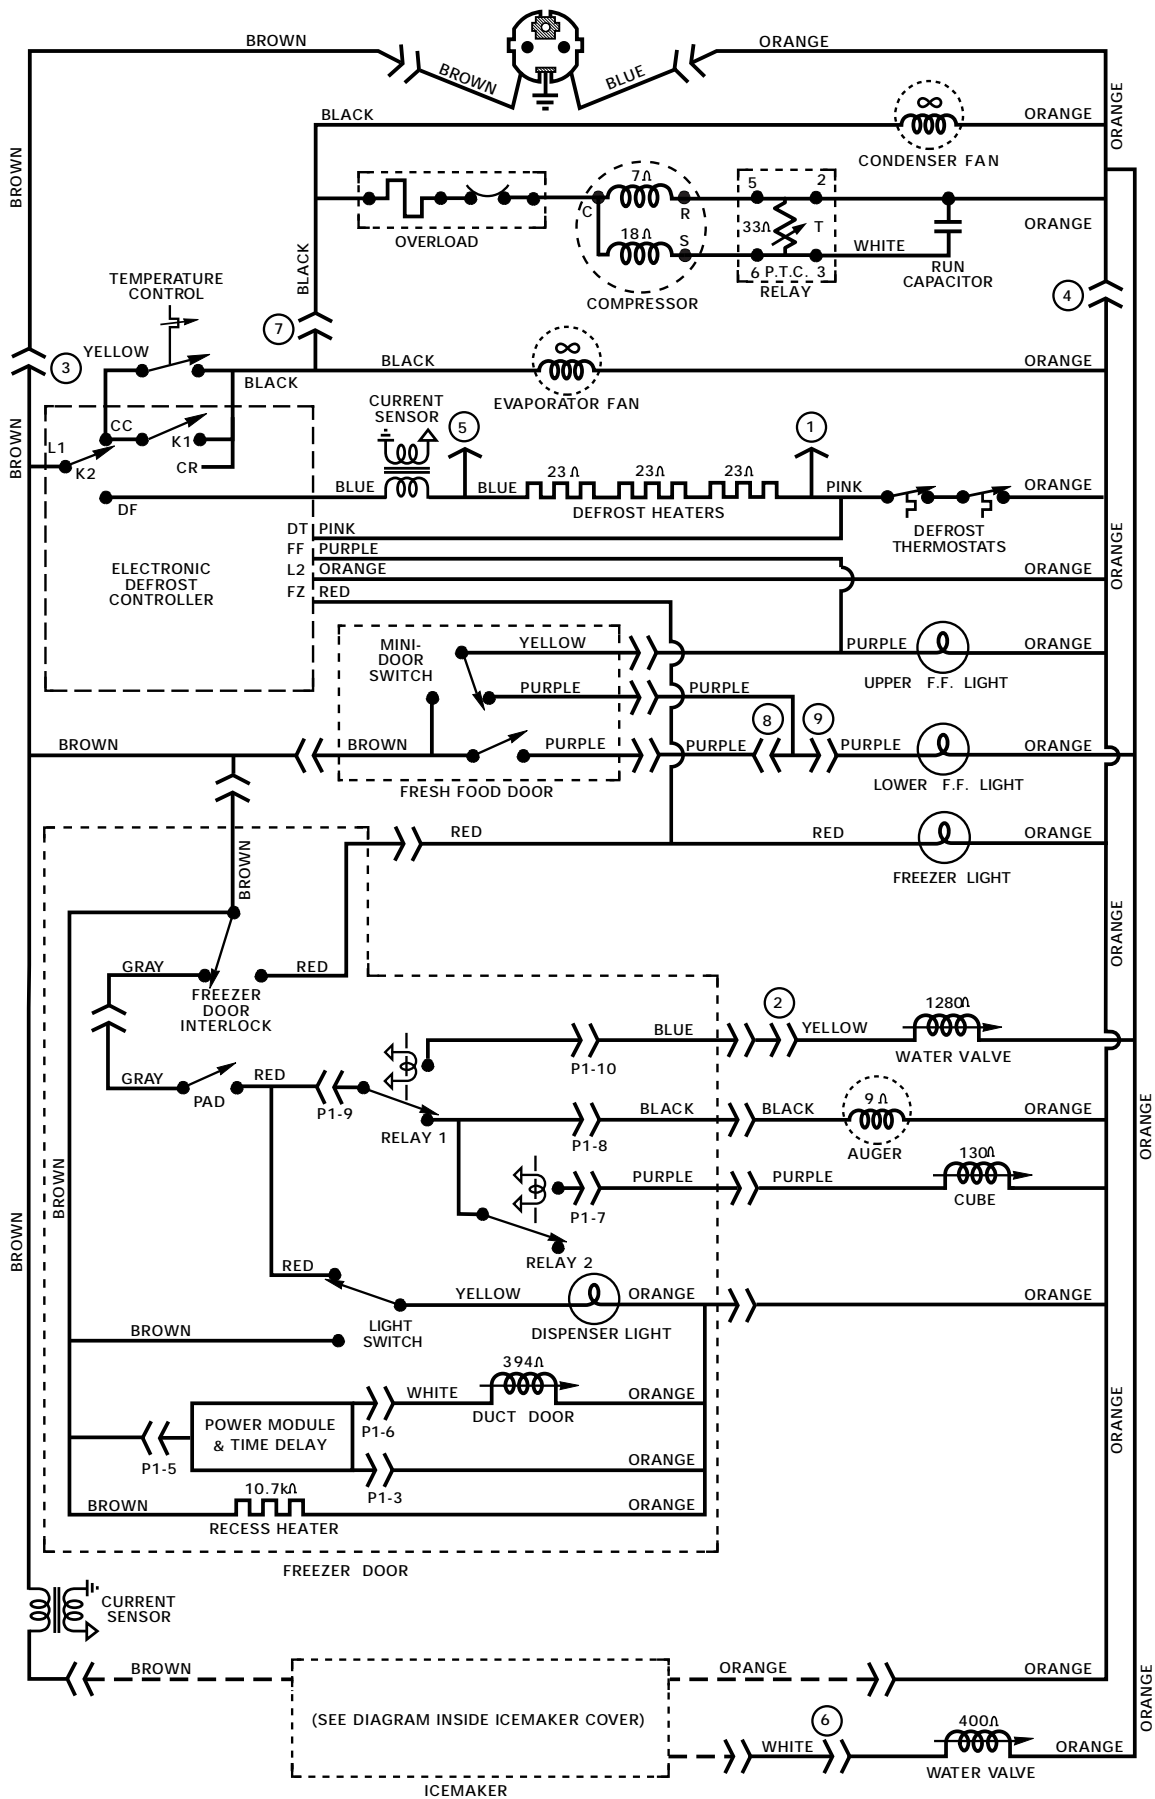 BROWN
ORANGE
BROWN
BLUE
BLACK
ORANGE
ORANGE
CONDENSER FAN
BROWN
7Ω
5
2
C
R
33Ω
T
ORANGE
18Ω
S
WHITE
OVERLOAD
6 P.T.C. 3
RELAY
RUN
CAPACITOR
COMPRESSOR
BLACK
TEMPERATURE
CONTROL
4
7
3
YELLOW
BLACK
BLACK
ORANGE
EVAPORATOR FAN
CURRENT
SENSOR
5
1
BROWN
L1
CC
K1
K2
CR
23Ω
23Ω
23Ω
BLUE
BLUE
PINK
ORANGE
DF
DEFROST HEATERS
DEFROST
THERMOSTATS
ORANGE
DT PINK
FF PURPLE
L2 ORANGE
ORANGE
FZ RED
ELECTRONIC
DEFROST
CONTROLLER
MINI-
DOOR
SWITCH
YELLOW
PURPLE
ORANGE
UPPER F.F. LIGHT
PURPLE
PURPLE
8
9
BROWN
BROWN
PURPLE
PURPLE
PURPLE
ORANGE
LOWER F.F. LIGHT
FRESH FOOD DOOR
RED
RED
ORANGE
FREEZER LIGHT
BROWN
ORANGE
GRAY
RED
FREEZER
DOOR
INTERLOCK
2
1280Ω
BLUE
YELLOW
P1-10
WATER VALVE
GRAY
RED
PAD
P1-9
RELAY 1
BLACK
BLACK
9Ω
ORANGE
P1-8
AUGER
ORANGE
130Ω
PURPLE
PURPLE
P1-7
CUBE
BROWN
BROWN
RELAY 2
RED
YELLOW
ORANGE
ORANGE
LIGHT
SWITCH
DISPENSER LIGHT
BROWN
394Ω
WHITE
ORANGE
P1-6
DUCT DOOR
ORANGE
POWER MODULE
& TIME DELAY
P1-5
ORANGE
P1-3
10.7kΩ
BROWN
ORANGE
RECESS HEATER
FREEZER DOOR
CURRENT
SENSOR
BROWN
ORANGE
ORANGE
ORANGE
(SEE DIAGRAM INSIDE ICEMAKER COVER)
6
400Ω
WHITE
ORANGE
WATER VALVE
ICEMAKER